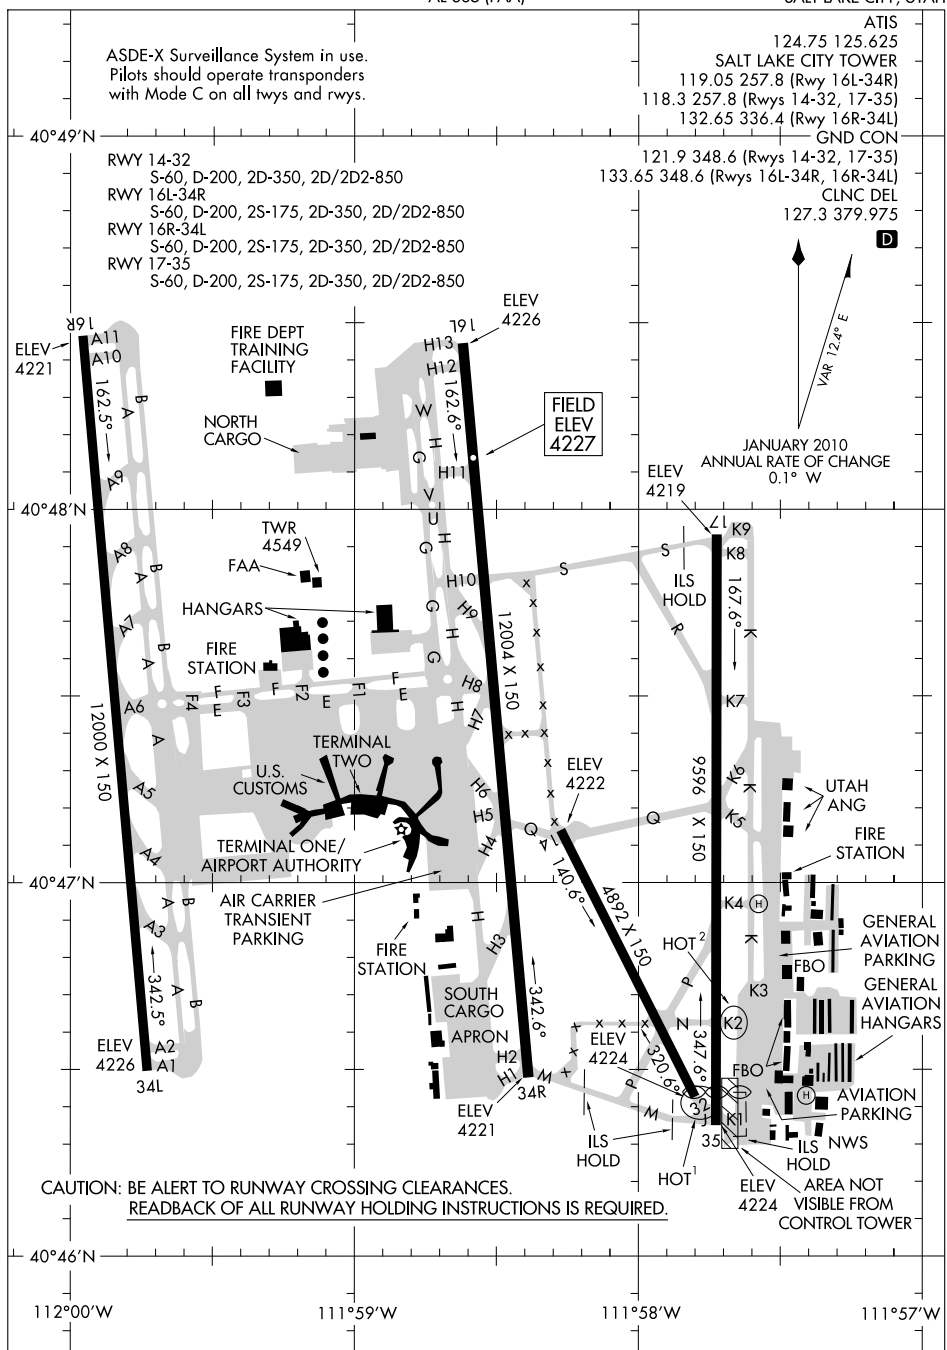 ATIS
124.75 125.625
SALT LAKE CITY TOWER
119.05 257.8 (Rwy 16L-34R)
118.3 257.8 (Rwys 14-32, 17-35)
132.65 336.4 (Rwy 16R-34L)
GND CON
121.9 348.6 (Rwys 14-32, 17-35)
133.65 348.6 (Rwys 16L-34R, 16R-34L)
CLNC DEL
127.3 379.975
D
ASDE-X Surveillance System in use.
Pilots should operate transponders
with Mode C on all twys and rwys.
40°49'N
RWY 14-32
S-60, D-200, 2D-350, 2D/2D2-850
RWY 16L-34R
S-60, D-200, 2S-175, 2D-350, 2D/2D2-850
RWY 16R-34L
S-60, D-200, 2S-175, 2D-350, 2D/2D2-850
RWY 17-35
S-60, D-200, 2S-175, 2D-350, 2D/2D2-850
VAR 12.4° E
JANUARY 2010
ANNUAL RATE OF CHANGE
0.1° W
16R
ELEV
4221
A11
A10
162.5°
B
A
A9
A8
B
A
A7
B
A
A6
A
A5
A4
B
A
A3
B
A
342.5°
A2
A1
ELEV
4226
34L
12000 X 150
FIRE DEPT
TRAINING
FACILITY
NORTH
CARGO
16L
ELEV
4226
H13
H12
162.6°
W
H
G
H11
V
U
H
G
FIELD
ELEV
4227
40°48'N
TWR
4549
FAA
HANGARS
FIRE
STATION
H10
G
H9
H
G
H8
H
H7
12004 X 150
F
F4
E
F3
F
F2
E
F1
F
E
TERMINAL
TWO
U.S.
CUSTOMS
TERMINAL ONE/
AIRPORT AUTHORITY
H6
H5
H4
AIR CARRIER
TRANSIENT
PARKING
FIRE
STATION
H
H3
SOUTH
CARGO
APRON
342.6°
H2
H1
34R
M
ELEV
4221
ELEV
4219
17
K9
K8
S
S
ILS
HOLD
R
167.6°
K
K7
9596 X 150
K6
K
K5
Q
Q
ELEV
4222
14
140.6°
4892 X 150
40°47'N
K4
H
K
HOT²
K3
K2
P
N
347.6°
320.6°
ELEV
4224
32
P
M
K1
35
J
ILS
HOLD
HOT¹
ILS
HOLD
ELEV
4224
AREA NOT
VISIBLE FROM
CONTROL TOWER
UTAH
ANG
FIRE
STATION
GENERAL
AVIATION
PARKING
FBO
GENERAL
AVIATION
HANGARS
FBO
H
AVIATION
PARKING
NWS
CAUTION: BE ALERT TO RUNWAY CROSSING CLEARANCES.
READBACK OF ALL RUNWAY HOLDING INSTRUCTIONS IS REQUIRED.
40°46'N
112°00'W
111°59'W
111°58'W
111°57'W